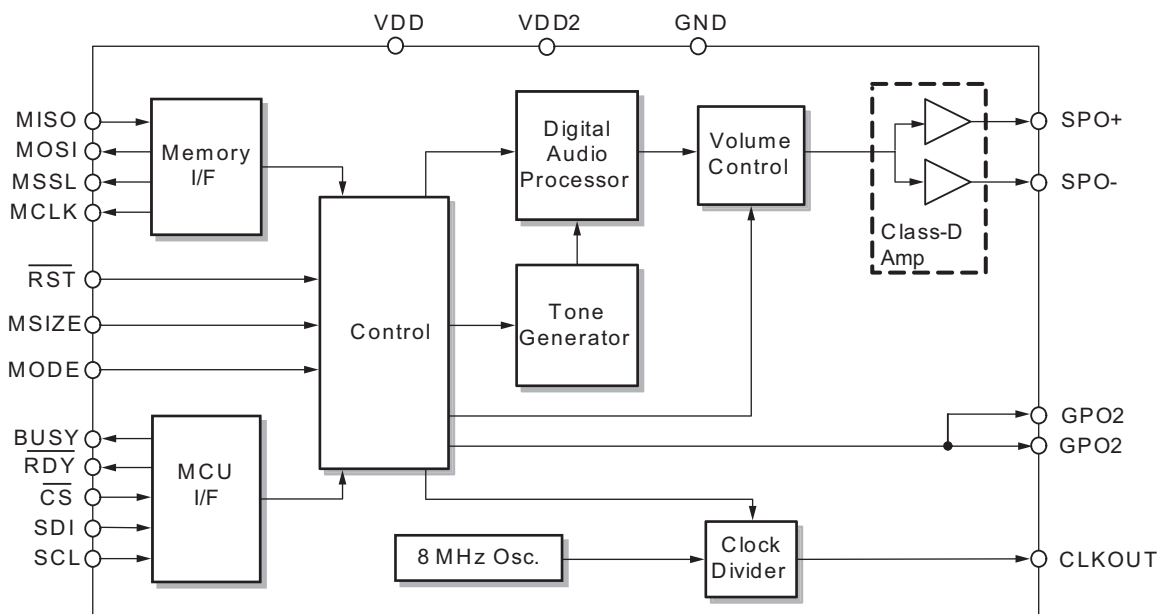 VDD
VDD2
GND
MISO
MOSI
MSSL
MCLK
Memory
I/F
Digital
Audio
Processor
Volume
Control
Class-D
Amp
SPO+
SPO-
RST
MSIZE
MODE
Control
Tone
Generator
BUSY
RDY
CS
SDI
SCL
MCU
I/F
GPO2
GPO2
8 MHz Osc.
Clock
Divider
CLKOUT